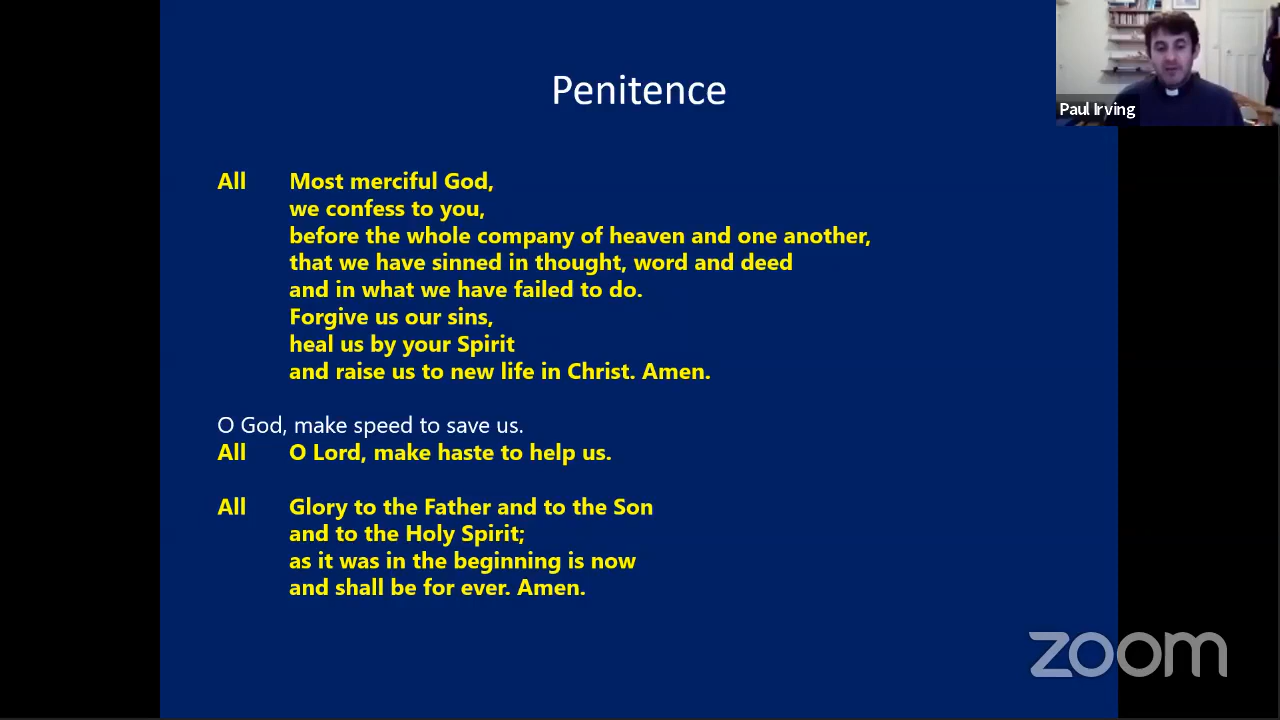 Penitence
Paul Irving
All Most merciful God,
we confess to you,
before the whole company of heaven and one another,
that we have sinned in thought, word and deed
and in what we have failed to do.
Forgive us our sins,
heal us by your Spirit
and raise us to new life in Christ. Amen.
O God, make speed to save us.
All O Lord, make haste to help us.
All Glory to the Father and to the Son
and to the Holy Spirit;
as it was in the beginning is now
and shall be for ever. Amen.
zoom